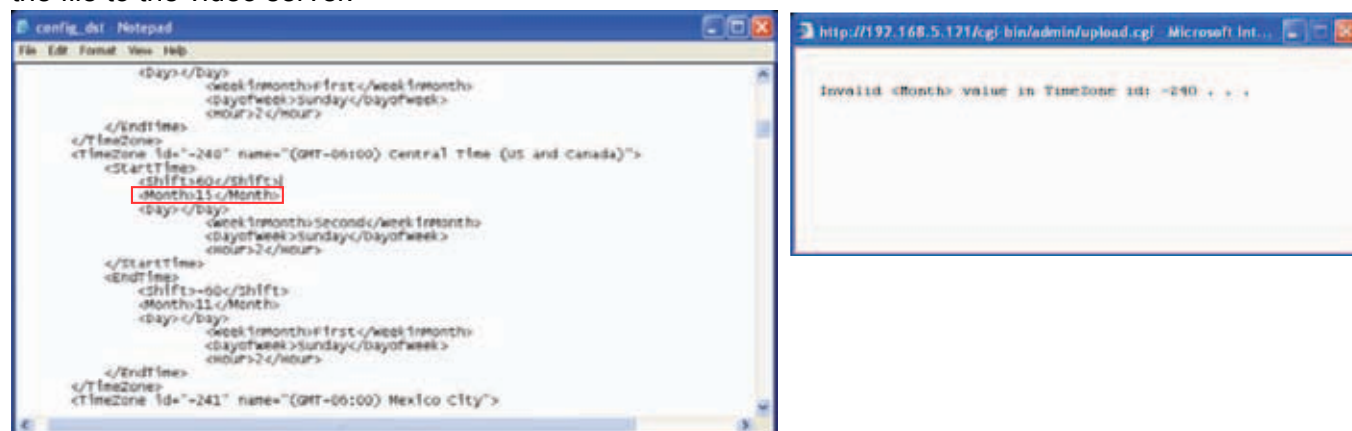 the file to the video server.
config_dst - Notepad
File Edit Format View Help
<Day></Day>
<WeekInMonth>First</WeekInMonth>
<DayofWeek>Sunday</DayofWeek>
<Hour>2</Hour>
</EndTime>
</TimeZone>
<TimeZone id="-240" name="(GMT-06:00) Central Time (US and Canada)">
<StartTime>
<Shift>60</Shift>
<Month>15</Month>
<Day></Day>
<WeekInMonth>Second</WeekInMonth>
<DayofWeek>Sunday</DayofWeek>
<Hour>2</Hour>
</StartTime>
<EndTime>
<Shift>-60</Shift>
<Month>11</Month>
<Day></Day>
<WeekInMonth>First</WeekInMonth>
<DayofWeek>Sunday</DayofWeek>
<Hour>2</Hour>
</EndTime>
</TimeZone>
<TimeZone id="-241" name="(GMT-06:00) Mexico City">
http://192.168.5.121/cgi-bin/admin/upload.cgi - Microsoft Int...
Invalid <Month> value in TimeZone id: -240 . . .